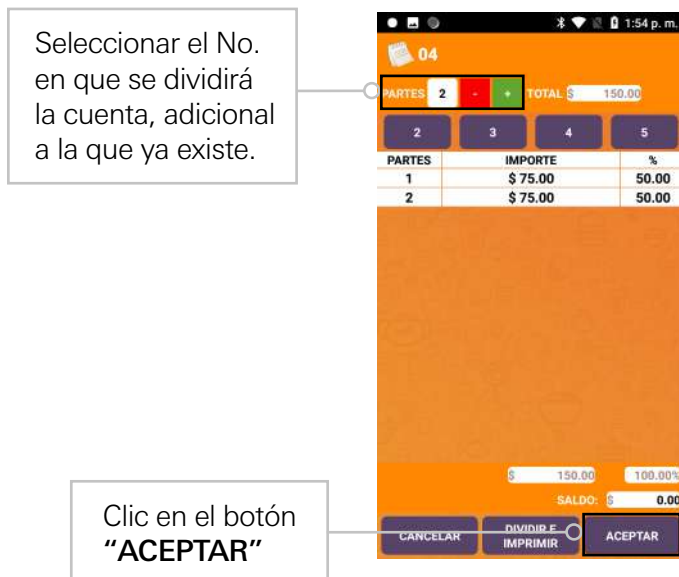 Seleccionar el No.
en que se dividirá
la cuenta, adicional
a la que ya existe.
1:54 p. m.
04
PARTES 2 - + TOTAL $ 150.00
2 3 4 5
PARTES IMPORTE %
1 $ 75.00 50.00
2 $ 75.00 50.00
$ 150.00 100.00%
SALDO: $ 0.00
CANCELAR DIVIDIR E IMPRIMIR ACEPTAR
Clic en el botón
“ACEPTAR”